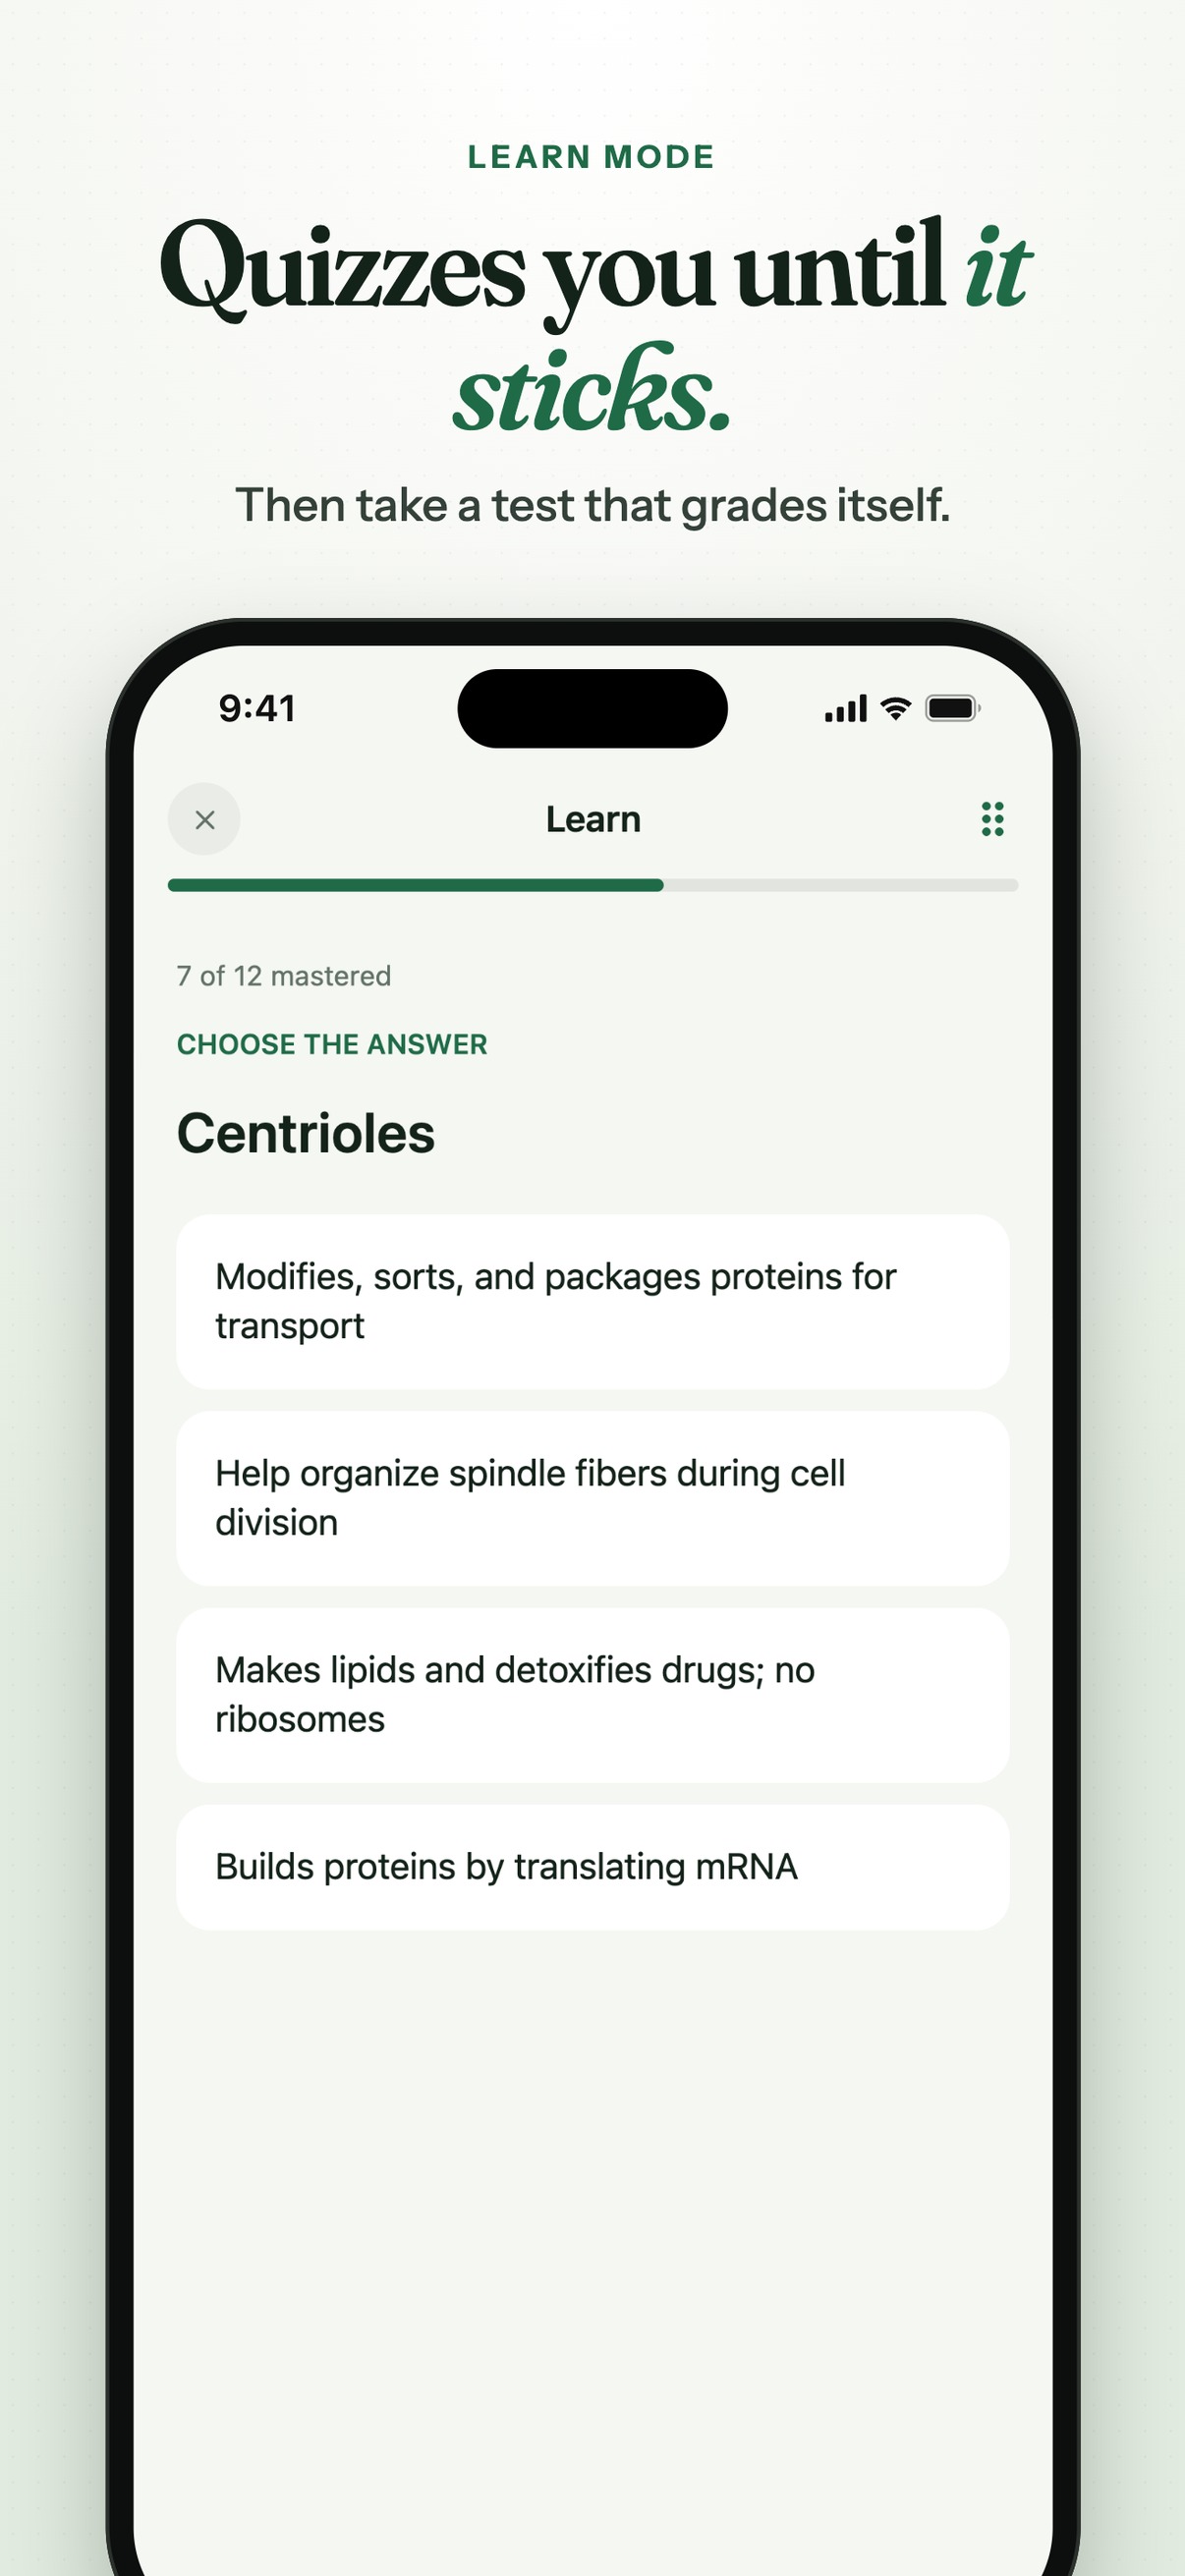 LEARN MODE
Quizzes you until it
sticks.
Then take a test that grades itself.
9:41
Learn
7 of 12 mastered
CHOOSE THE ANSWER
Centrioles
Modifies, sorts, and packages proteins for
transport
Help organize spindle fibers during cell
division
Makes lipids and detoxifies drugs; no
ribosomes
Builds proteins by translating mRNA